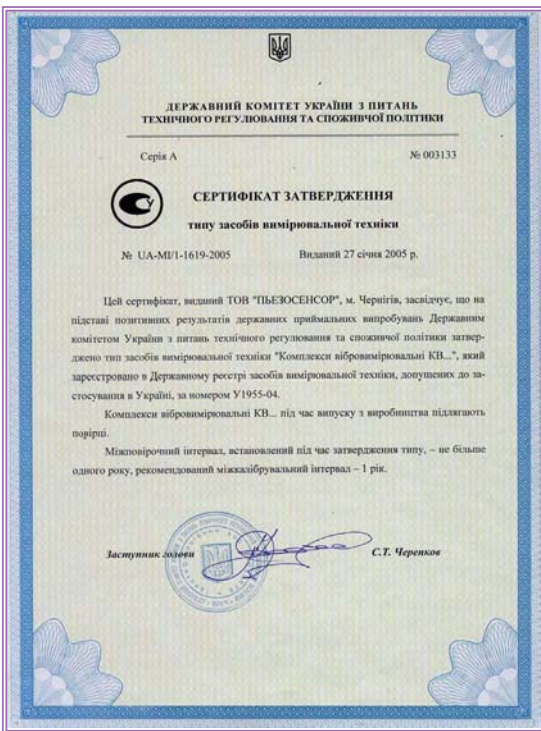 ДЕРЖАВНИЙ КОМІТЕТ УКРАЇНИ З ПИТАНЬ
ТЕХНІЧНОГО РЕГУЛЮВАННЯ ТА СПОЖИВЧОЇ ПОЛІТИКИ
Серія А № 003133
СЕРТИФІКАТ ЗАТВЕРДЖЕННЯ
типу засобів вимірювальної техніки
№ UA-MI/1-1619-2005 Виданий 27 січня 2005 р.
Цей сертифікат, виданий ТОВ "ПЬЕЗОСЕНСОР", м. Чернігів, засвідчує, що на
підставі позитивних результатів державних приймальних випробувань Державним
комітетом України з питань технічного регулювання та споживчої політики затвер-
джено тип засобів вимірювальної техніки "Комплекси вібровимірювальні КВ...", який
зареєстровано в Державному реєстрі засобів вимірювальної техніки, допущених до за-
стосування в Україні, за номером У1955-04.
Комплекси вібровимірювальні КВ... під час випуску з виробництва підлягають
повірці.
Міжповірочний інтервал, встановлений під час затвердження типу, – не більше
одного року, рекомендований міжкалібрувальний інтервал – 1 рік.
Заступник голови С.Т. Черепков